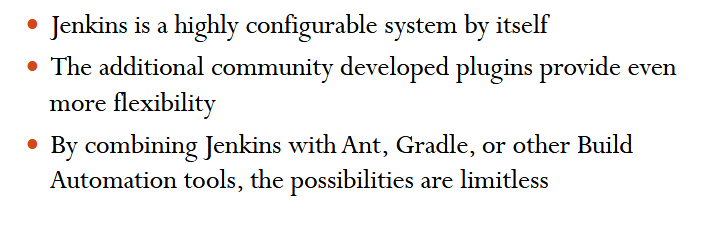 • Jenkins is a highly configurable system by itself
• The additional community developed plugins provide even
more flexibility
• By combining Jenkins with Ant, Gradle, or other Build
Automation tools, the possibilities are limitless